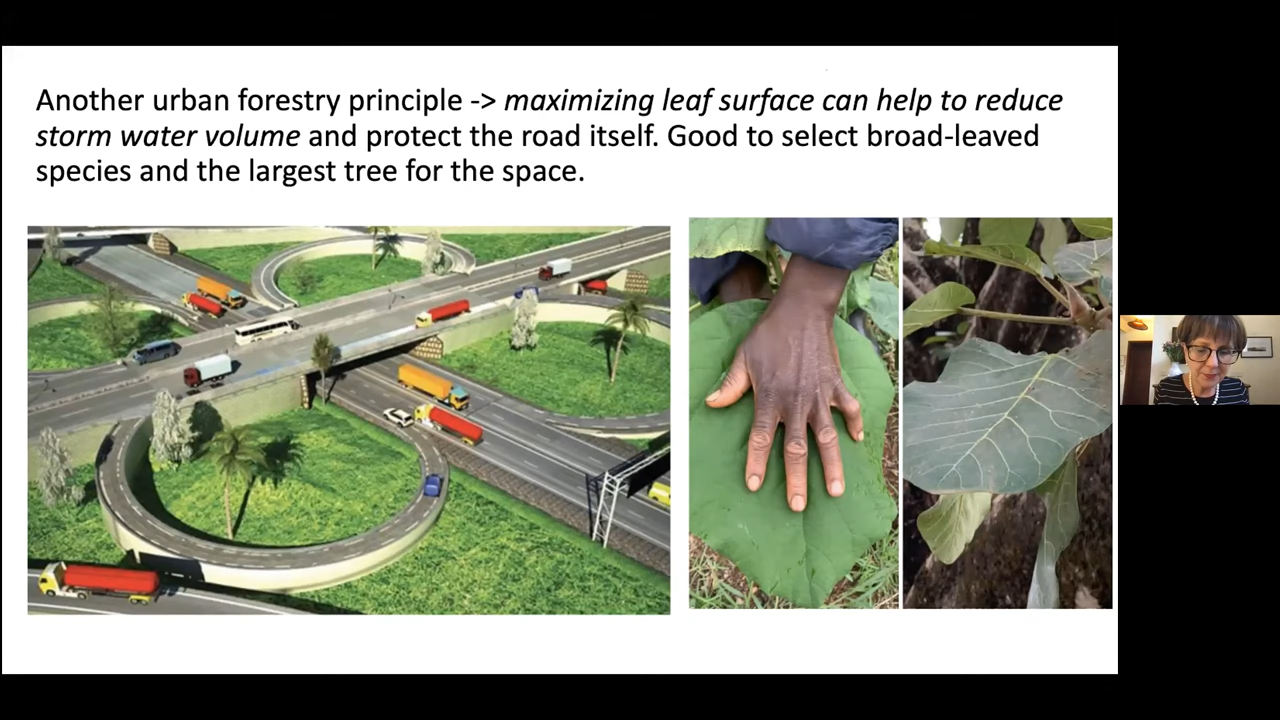 Another urban forestry principle -> maximizing leaf surface can help to reduce
storm water volume and protect the road itself. Good to select broad-leaved
species and the largest tree for the space.